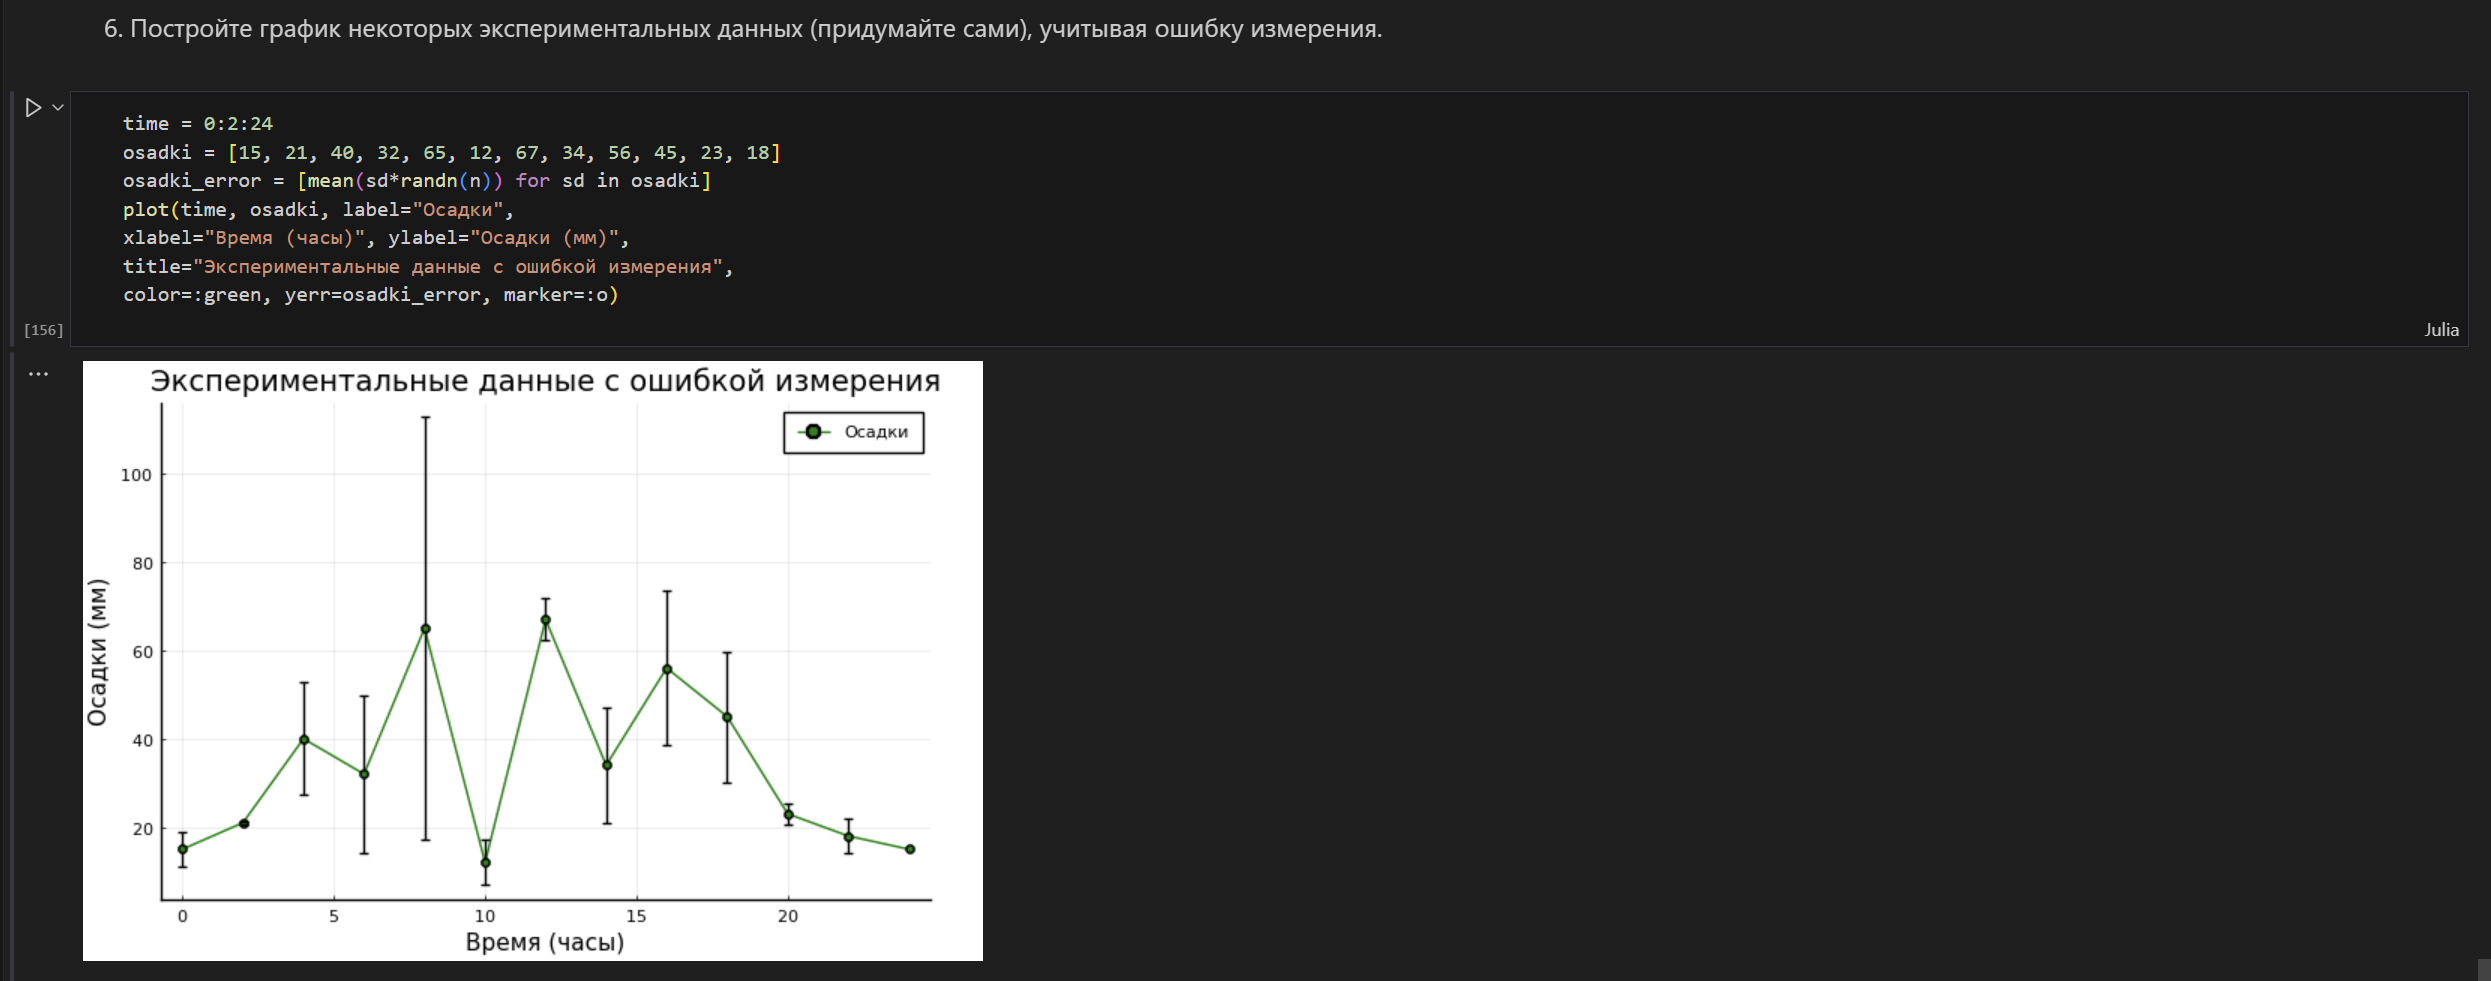 6. Постройте график некоторых экспериментальных данных (придумайте сами), учитывая ошибку измерения.
time = 0:2:24
osadki = [15, 21, 40, 32, 65, 12, 67, 34, 56, 45, 23, 18]
osadki_error = [mean(sd*randn(n)) for sd in osadki]
plot(time, osadki, label="Осадки",
xlabel="Время (часы)", ylabel="Осадки (мм)",
title="Экспериментальные данные с ошибкой измерения",
color=:green, yerr=osadki_error, marker=:o)
[156]
Julia
Экспериментальные данные с ошибкой измерения
Осадки
100
80
60
40
20
Осадки (мм)
0 5 10 15 20
Время (часы)